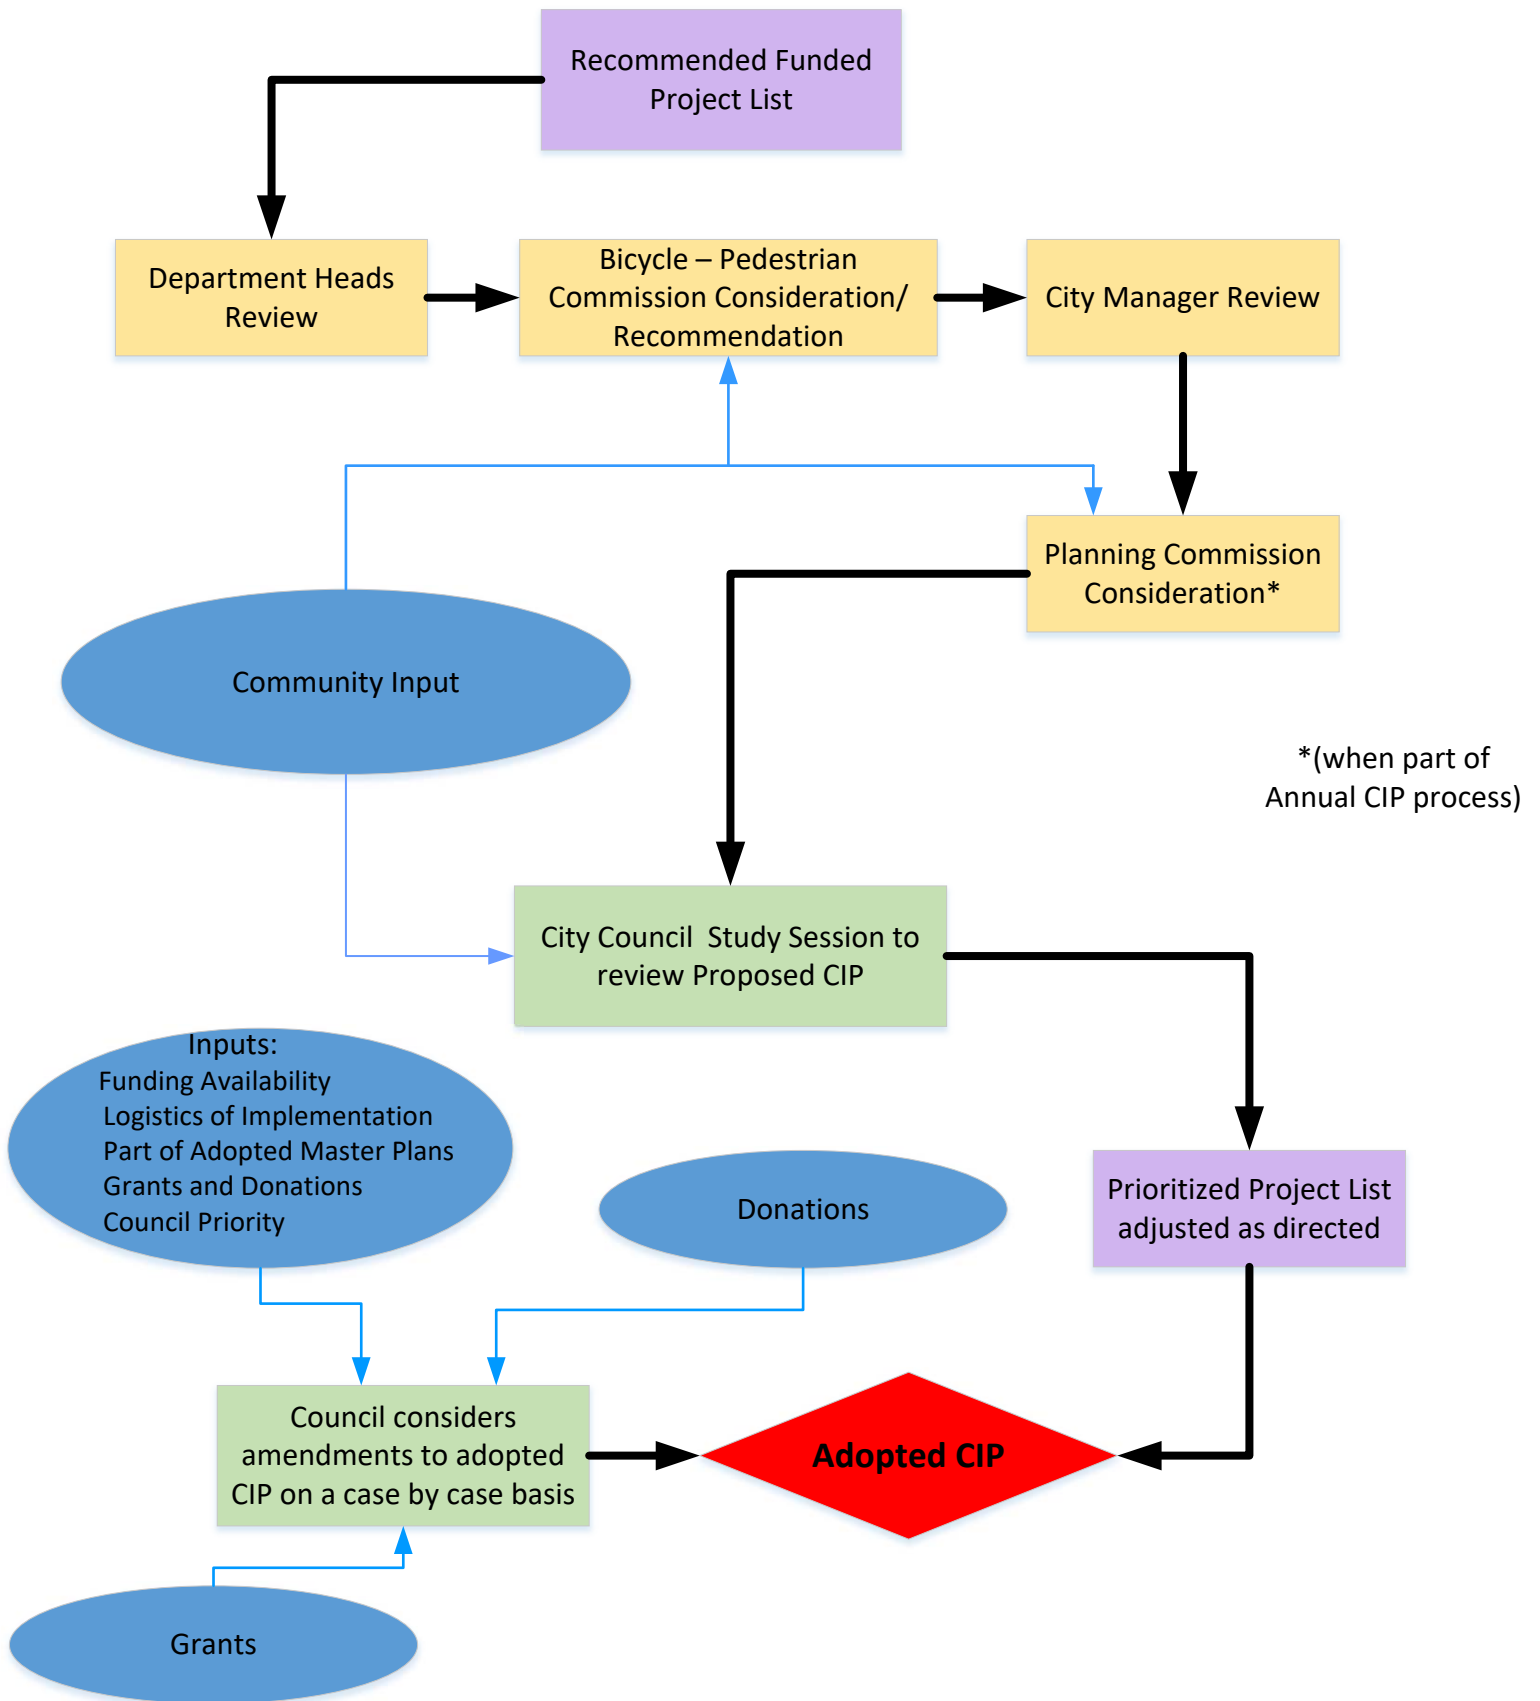 Recommended Funded
Project List
Department Heads
Review
Bicycle – Pedestrian
Commission Consideration/
Recommendation
City Manager Review
Planning Commission
Consideration*
Community Input
*(when part of
Annual CIP process)
City Council  Study Session to
review Proposed CIP
Inputs:
Funding Availability
Logistics of Implementation
Part of Adopted Master Plans
Grants and Donations
Council Priority
Donations
Prioritized Project List
adjusted as directed
Council considers
amendments to adopted
CIP on a case by case basis
Adopted CIP
Grants